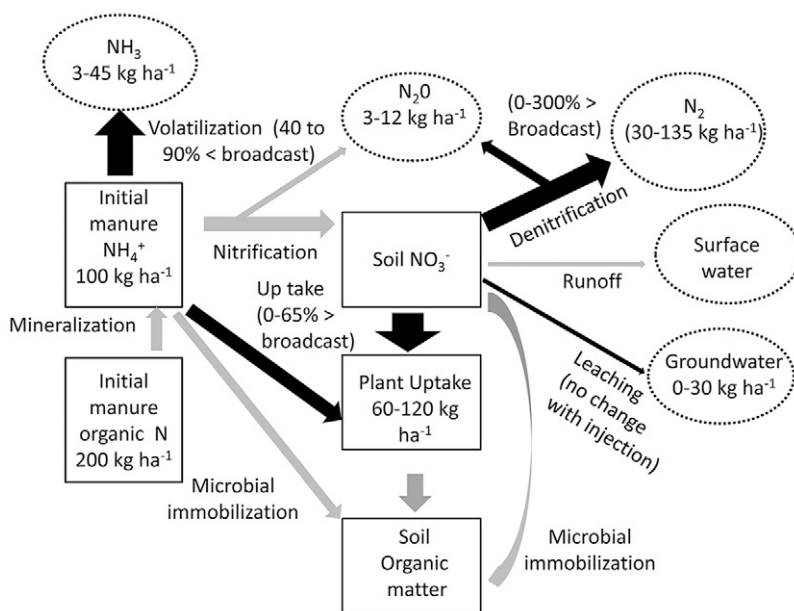 NH₃
3-45 kg ha⁻¹
Volatilization (40 to
90% < broadcast)
N₂0
3-12 kg ha⁻¹
(0-300% >
Broadcast)
N₂
(30-135 kg ha⁻¹)
Denitrification
Initial
manure
NH₄⁺
100 kg ha⁻¹
Nitrification
Soil NO₃⁻
Surface
water
Runoff
Up take
(0-65% >
broadcast)
Mineralization
Initial
manure
organic N
200 kg ha⁻¹
Plant Uptake
60-120 kg
ha⁻¹
Leaching
(no change
with injection)
Groundwater
0-30 kg ha⁻¹
Microbial
immobilization
Soil
Organic
matter
Microbial
immobilization